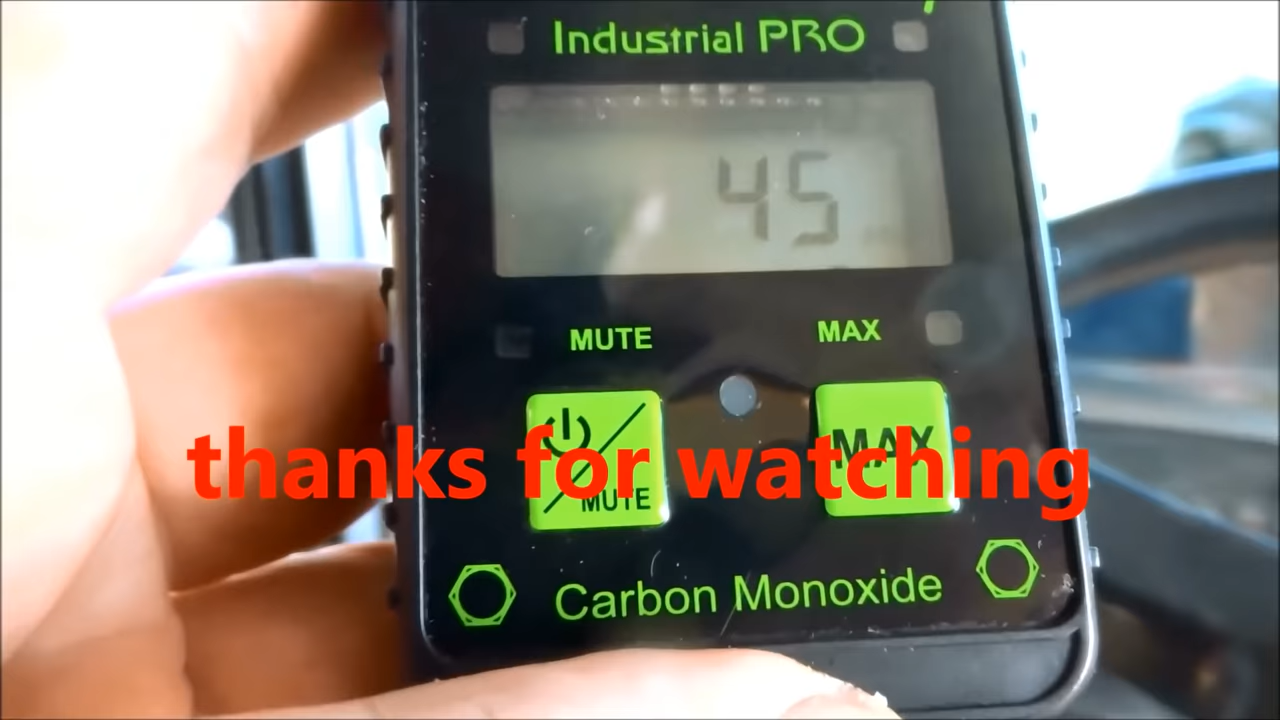 Industrial PRO
45
MUTE MAX
MAX
MUTE
thanks for watching
Carbon Monoxide